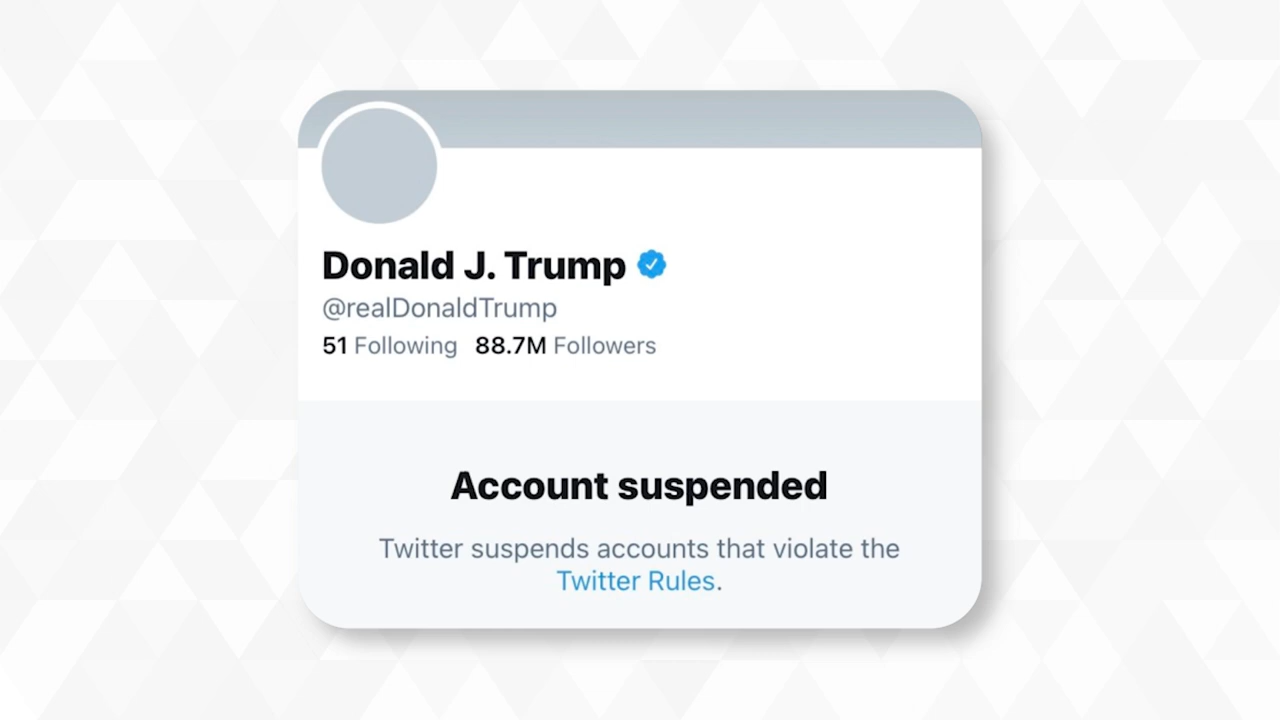 Donald J. Trump
@realDonaldTrump
51 Following 88.7M Followers
Account suspended
Twitter suspends accounts that violate the
Twitter Rules.